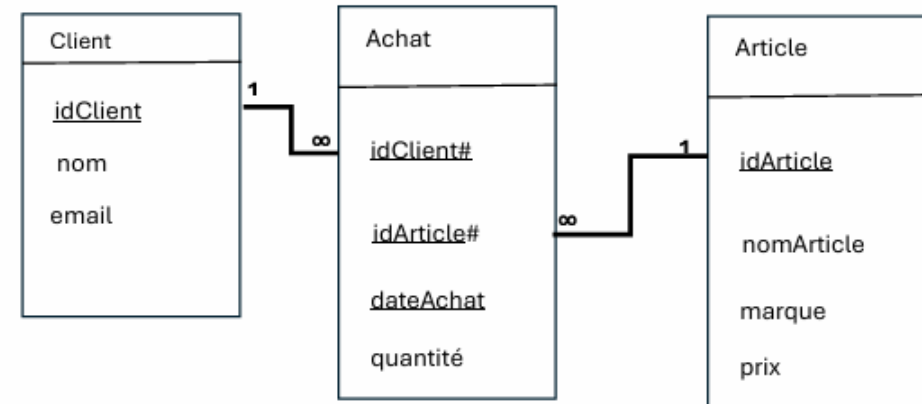 Client
idClient
nom
email
1
∞
Achat
idClient#
idArticle#
dateAchat
quantité
∞
1
Article
idArticle
nomArticle
marque
prix